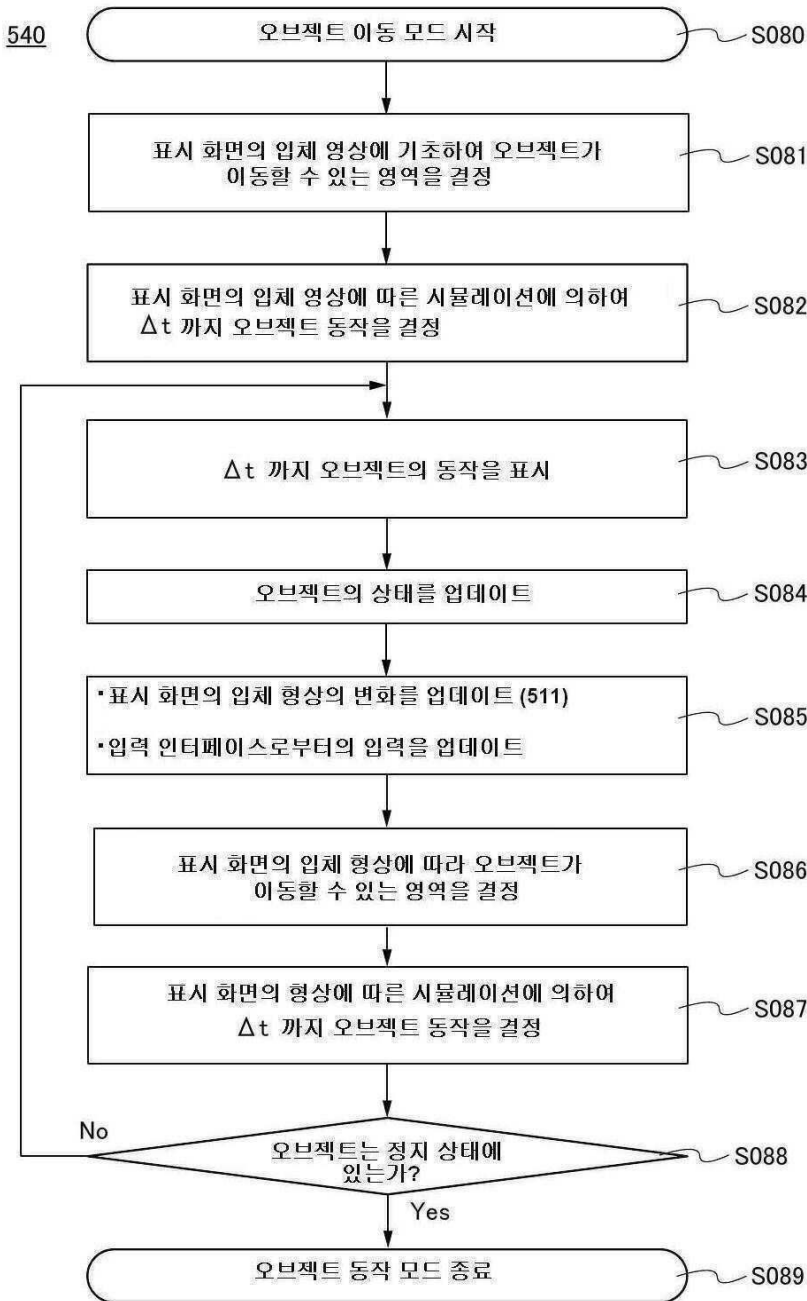 540
오브젝트 이동 모드 시작
S080
표시 화면의 입체 영상에 기초하여 오브젝트가
이동할 수 있는 영역을 결정
S081
표시 화면의 입체 영상에 따른 시뮬레이션에 의하여
Δt 까지 오브젝트 동작을 결정
S082
Δt 까지 오브젝트의 동작을 표시
S083
오브젝트의 상태를 업데이트
S084
・표시 화면의 입체 형상의 변화를 업데이트 (511)
・입력 인터페이스로부터의 입력을 업데이트
S085
표시 화면의 입체 형상에 따라 오브젝트가
이동할 수 있는 영역을 결정
S086
표시 화면의 형상에 따른 시뮬레이션에 의하여
Δt 까지 오브젝트 동작을 결정
S087
No
오브젝트는 정지 상태에
있는가?
S088
Yes
오브젝트 동작 모드 종료
S089